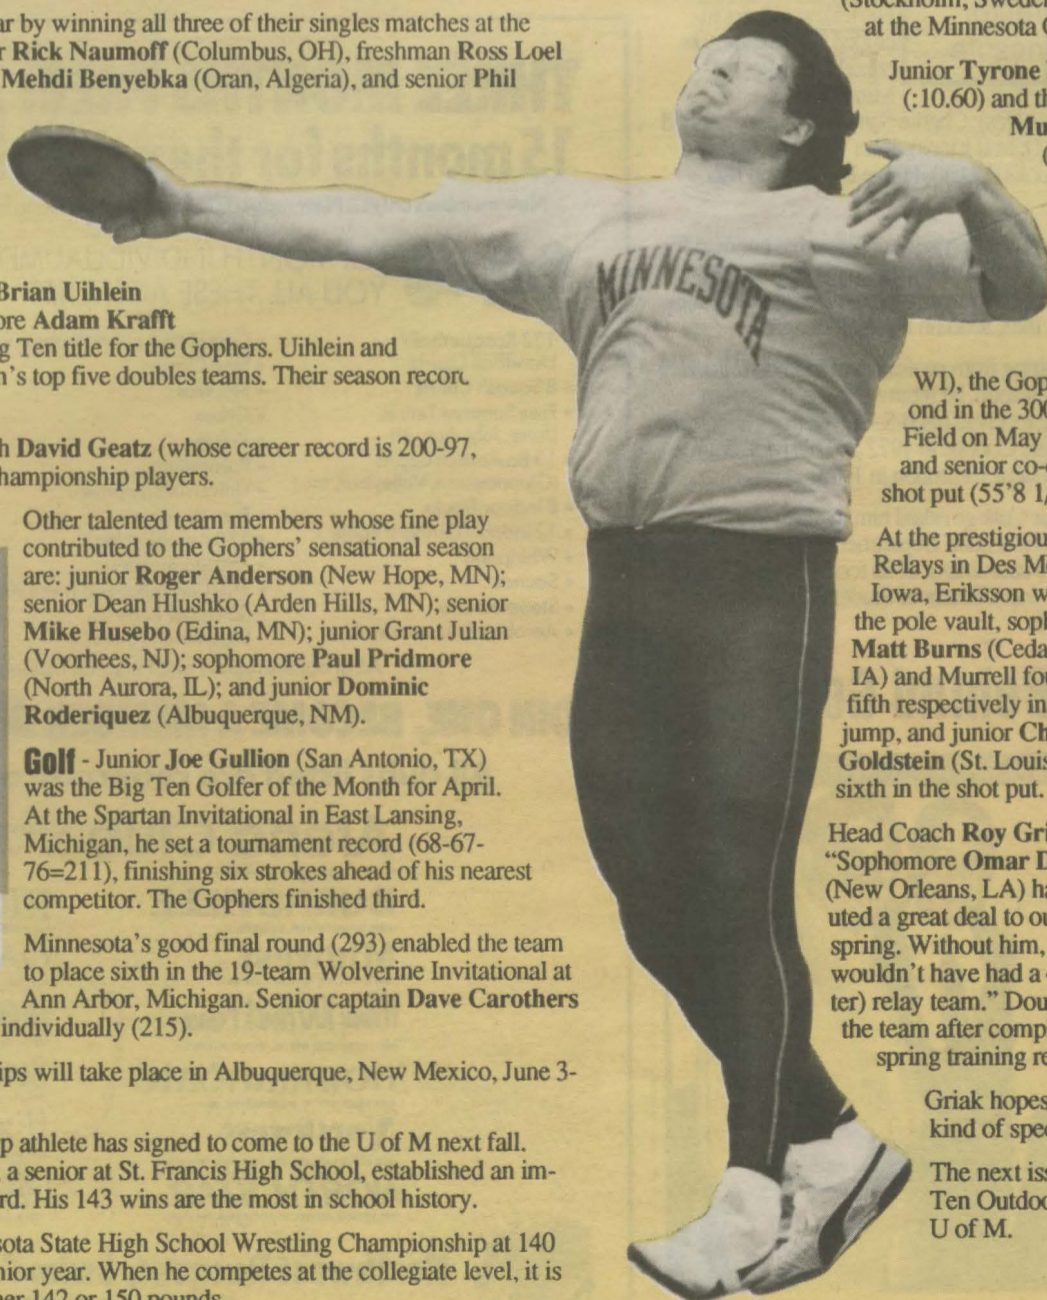 ar by winning all three of their singles matches at the
r Rick Naumoff (Columbus, OH), freshman Ross Loel
Mehdi Benyebka (Oran, Algeria), and senior Phil
Brian Uihlein
ore Adam Krafft
g Ten title for the Gophers. Uihlein and
n's top five doubles teams. Their season record
h David Geatz (whose career record is 200-97,
hampionship players.
Other talented team members whose fine play
contributed to the Gophers' sensational season
are: junior Roger Anderson (New Hope, MN);
senior Dean Hlushko (Arden Hills, MN); senior
Mike Husebo (Edina, MN); junior Grant Julian
(Voorhees, NJ); sophomore Paul Pridmore
(North Aurora, IL); and junior Dominic
Roderiquez (Albuquerque, NM).
Golf - Junior Joe Gullion (San Antonio, TX)
was the Big Ten Golfer of the Month for April.
At the Spartan Invitational in East Lansing,
Michigan, he set a tournament record (68-67-
76=211), finishing six strokes ahead of his nearest
competitor. The Gophers finished third.
Minnesota's good final round (293) enabled the team
to place sixth in the 19-team Wolverine Invitational at
Ann Arbor, Michigan. Senior captain Dave Carothers
individually (215).
ips will take place in Albuquerque, New Mexico, June 3-
p athlete has signed to come to the U of M next fall.
a senior at St. Francis High School, established an im-
rd. His 143 wins are the most in school history.
sota State High School Wrestling Championship at 140
nior year. When he competes at the collegiate level, it is
her 142 or 150 pounds.
MINNESOTA
(Stockholm, Sweden
at the Minnesota
Junior Tyrone
(:10.60) and th
Mu
(
WI), the Gop
ond in the 300
Field on May
and senior co-
shot put (55'8 1/
At the prestigiou
Relays in Des Mo
Iowa, Eriksson w
the pole vault, soph
Matt Burns (Ceda
IA) and Murrell fou
fifth respectively in
jump, and junior Ch
Goldstein (St. Louis
sixth in the shot put.
Head Coach Roy Gri
"Sophomore Omar D
(New Orleans, LA) ha
uted a great deal to ou
spring. Without him,
wouldn't have had a
ter) relay team." Dou
the team after comp
spring training re
Griak hopes
kind of spec
The next iss
Ten Outdoo
U of M.